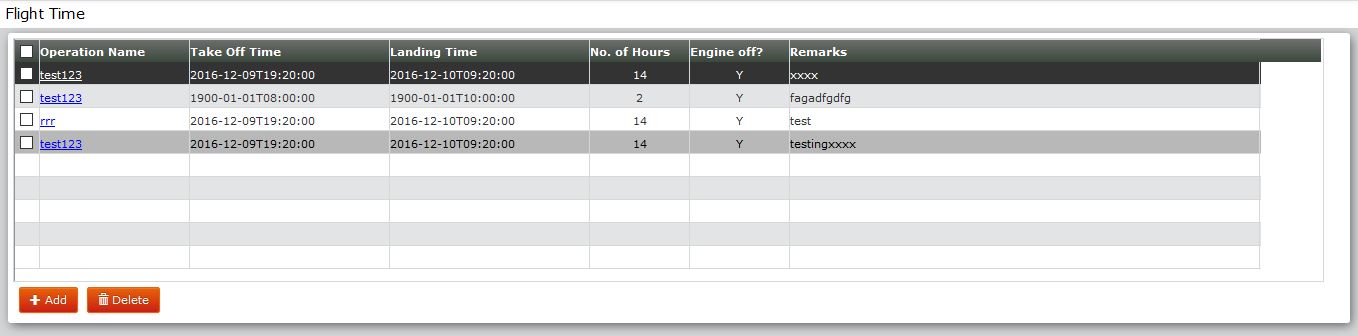 Flight Time
Operation Name Take Off Time Landing Time No. of Hours Engine off? Remarks
test123 2016-12-09T19:20:00 2016-12-10T09:20:00 14 Y xxxx
test123 1900-01-01T08:00:00 1900-01-01T10:00:00 2 Y fagadfgdfg
rrr 2016-12-09T19:20:00 2016-12-10T09:20:00 14 Y test
test123 2016-12-09T19:20:00 2016-12-10T09:20:00 14 Y testingxxxx
Add Delete